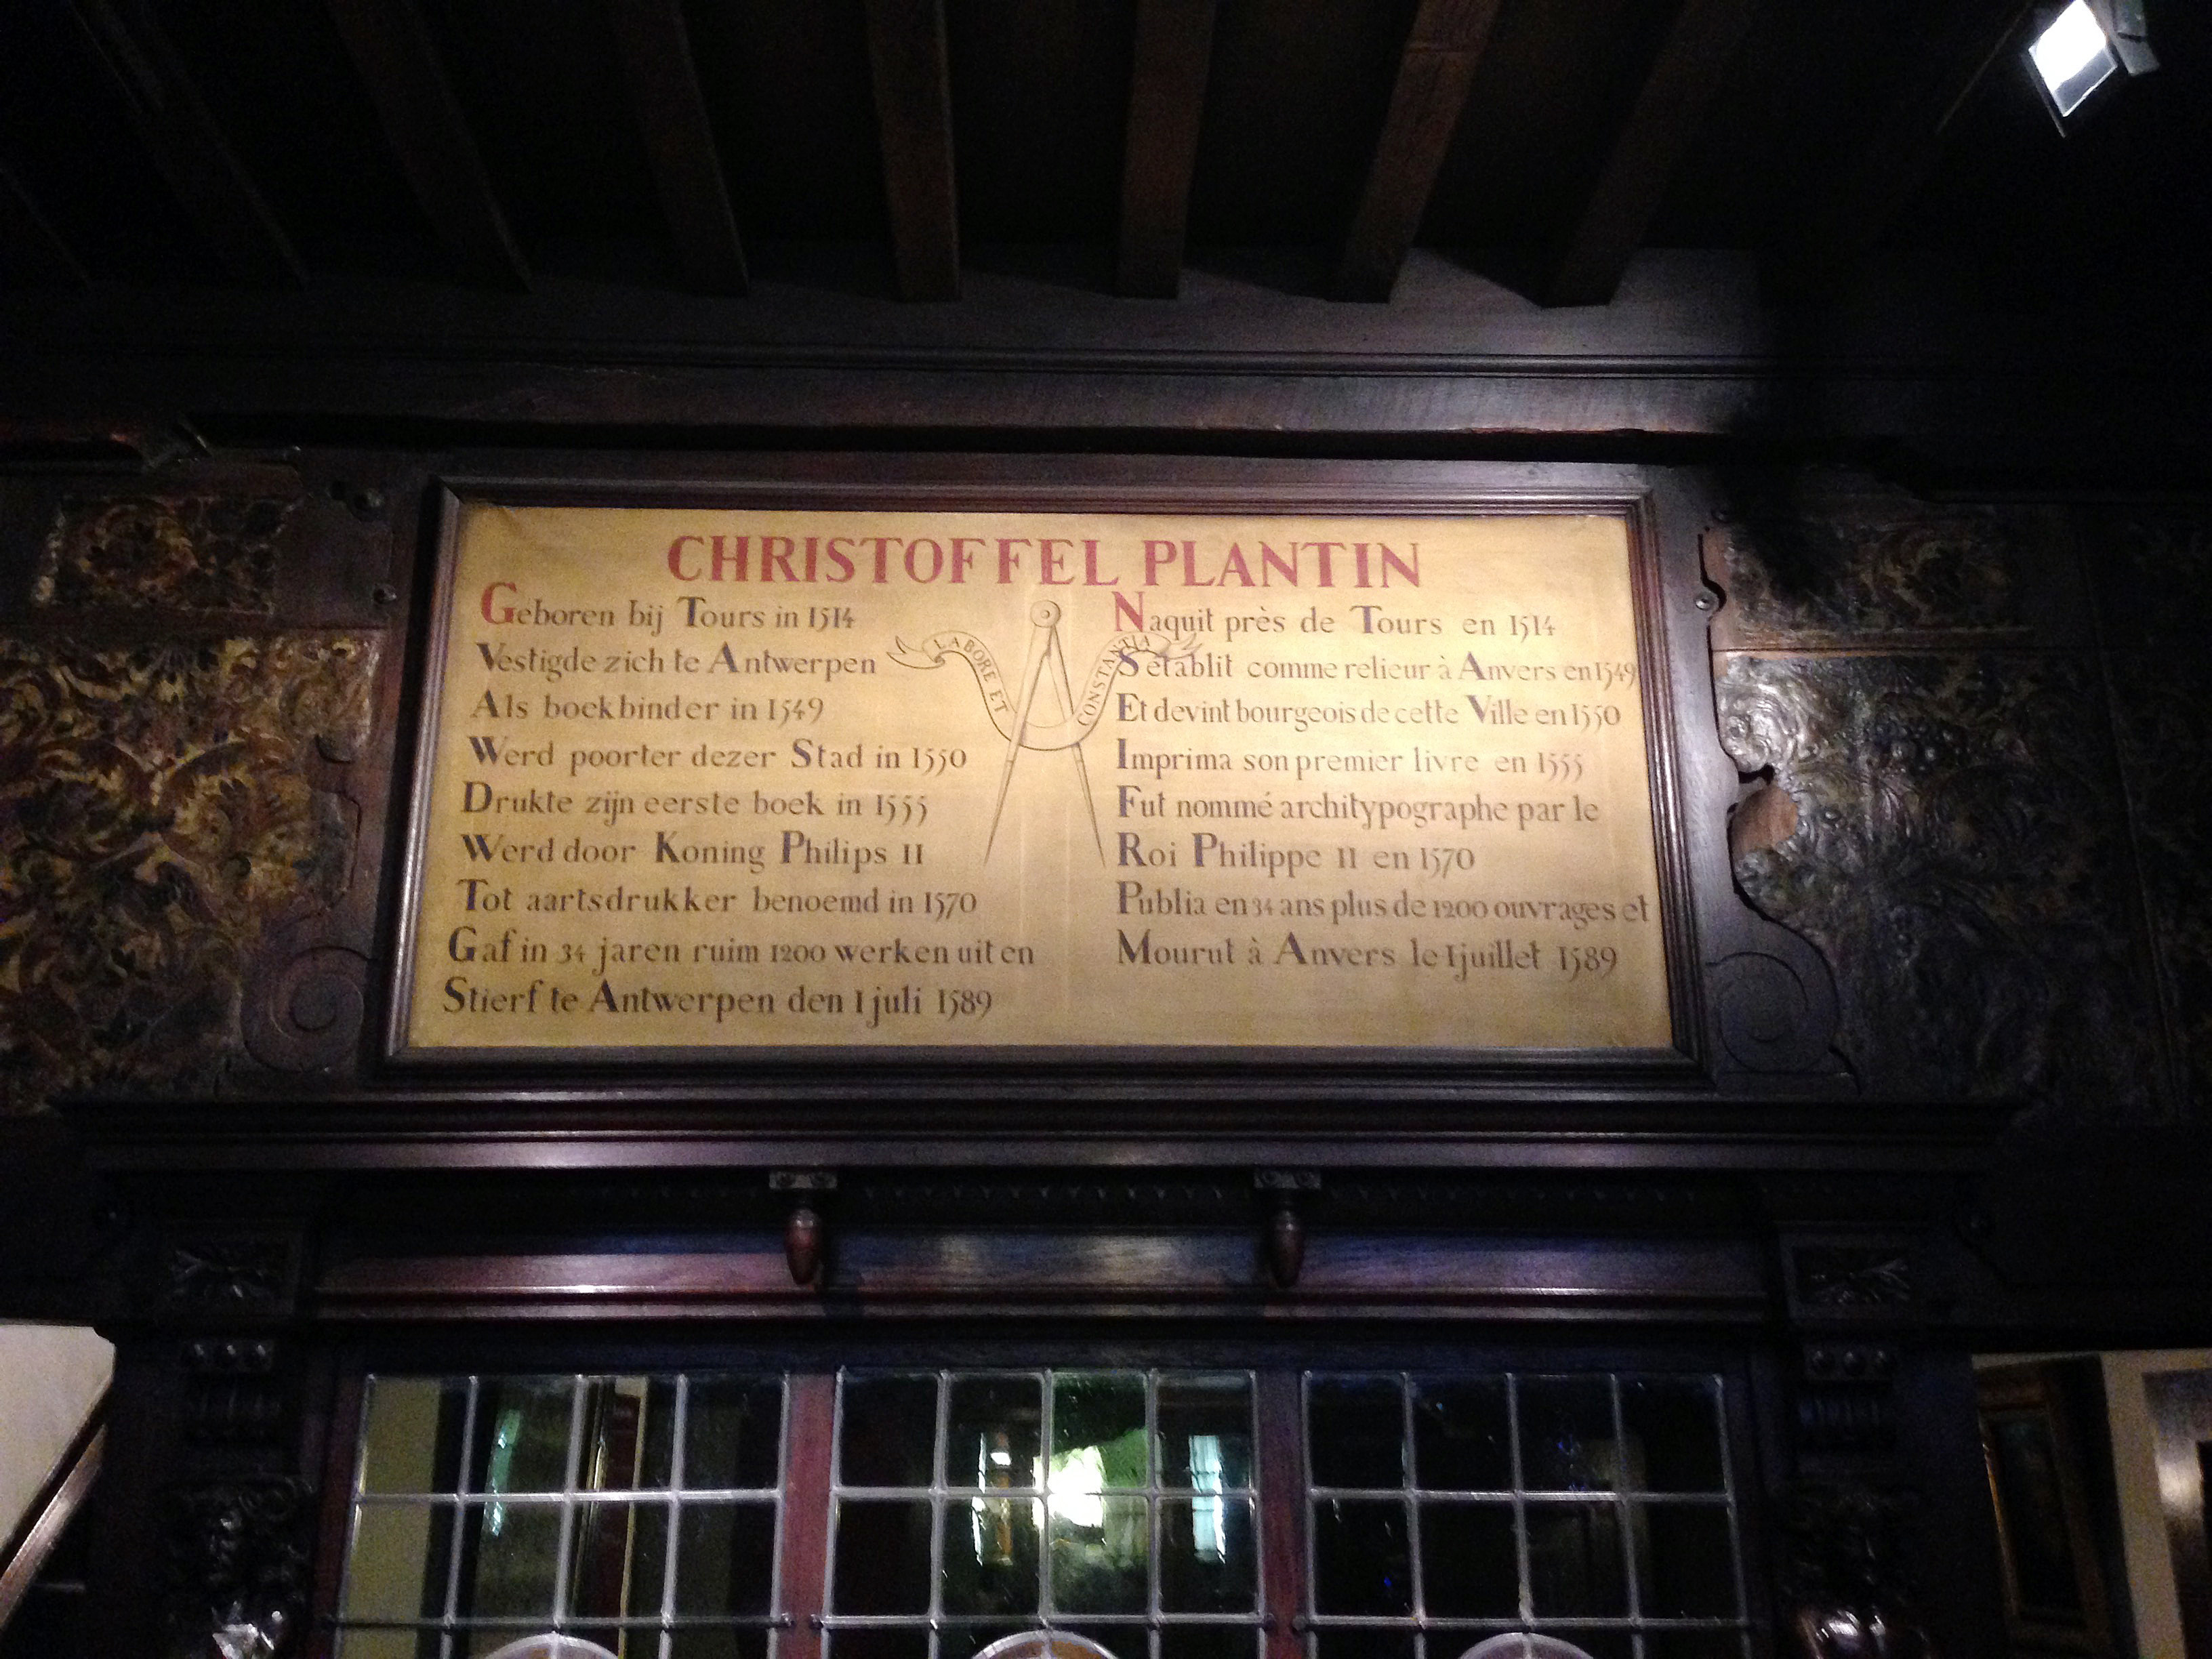 CHRISTOFFEL PLANTIN
Geboren bij Tours in 1514
Vestigde zich te Antwerpen
Als boekbinder in 1549
Werd poorter dezer Stad in 1550
Drukte zijn eerste boek in 1555
Werd door Koning Philips II
Tot aartsdrukker benoemd in 1570
Gaf in 34 jaren ruim 1200 werken uit en
Stierf te Antwerpen den 1 juli 1589
LABORE ET CONSTANTIA
Naquit près de Tours en 1514
S'établit comme relieur à Anvers en 1549
Et devint bourgeois de cette Ville en 1550
Imprima son premier livre en 1555
Fut nommé architypographe par le
Roi Philippe II en 1570
Publia en 34 ans plus de 1200 ouvrages et
Mourut à Anvers le 1 juillet 1589